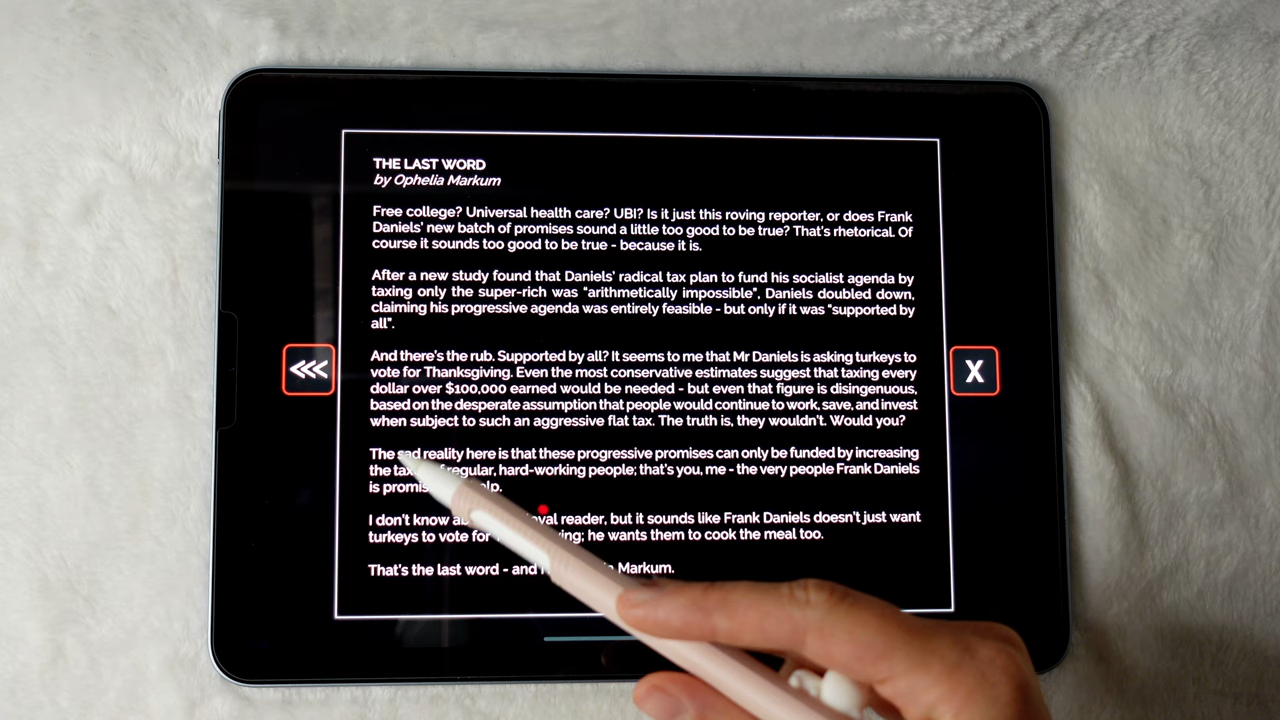 THE LAST WORD
by Ophelia Markum
Free college? Universal health care? UBI? Is it just this roving reporter, or does Frank
Daniels' new batch of promises sound a little too good to be true? That's rhetorical. Of
course it sounds too good to be true - because it is.
After a new study found that Daniels' radical tax plan to fund his socialist agenda by
taxing only the super-rich was "arithmetically impossible", Daniels doubled down,
claiming his progressive agenda was entirely feasible - but only if it was "supported by
all".
And there's the rub. Supported by all? It seems to me that Mr Daniels is asking turkeys to
vote for Thanksgiving. Even the most conservative estimates suggest that taxing every
dollar over $100,000 earned would be needed - but even that figure is disingenuous,
based on the desperate assumption that people would continue to work, save, and invest
when subject to such an aggressive flat tax. The truth is, they wouldn't. Would you?
<<< X
The sad reality here is that these progressive promises can only be funded by increasing
the regular, hard-working people; that's you, me - the very people Frank Daniels
is
I don't know reader, but it sounds like Frank Daniels doesn't just want
turkeys to vote for he wants them to cook the meal too.
That's the last word - and Markum.